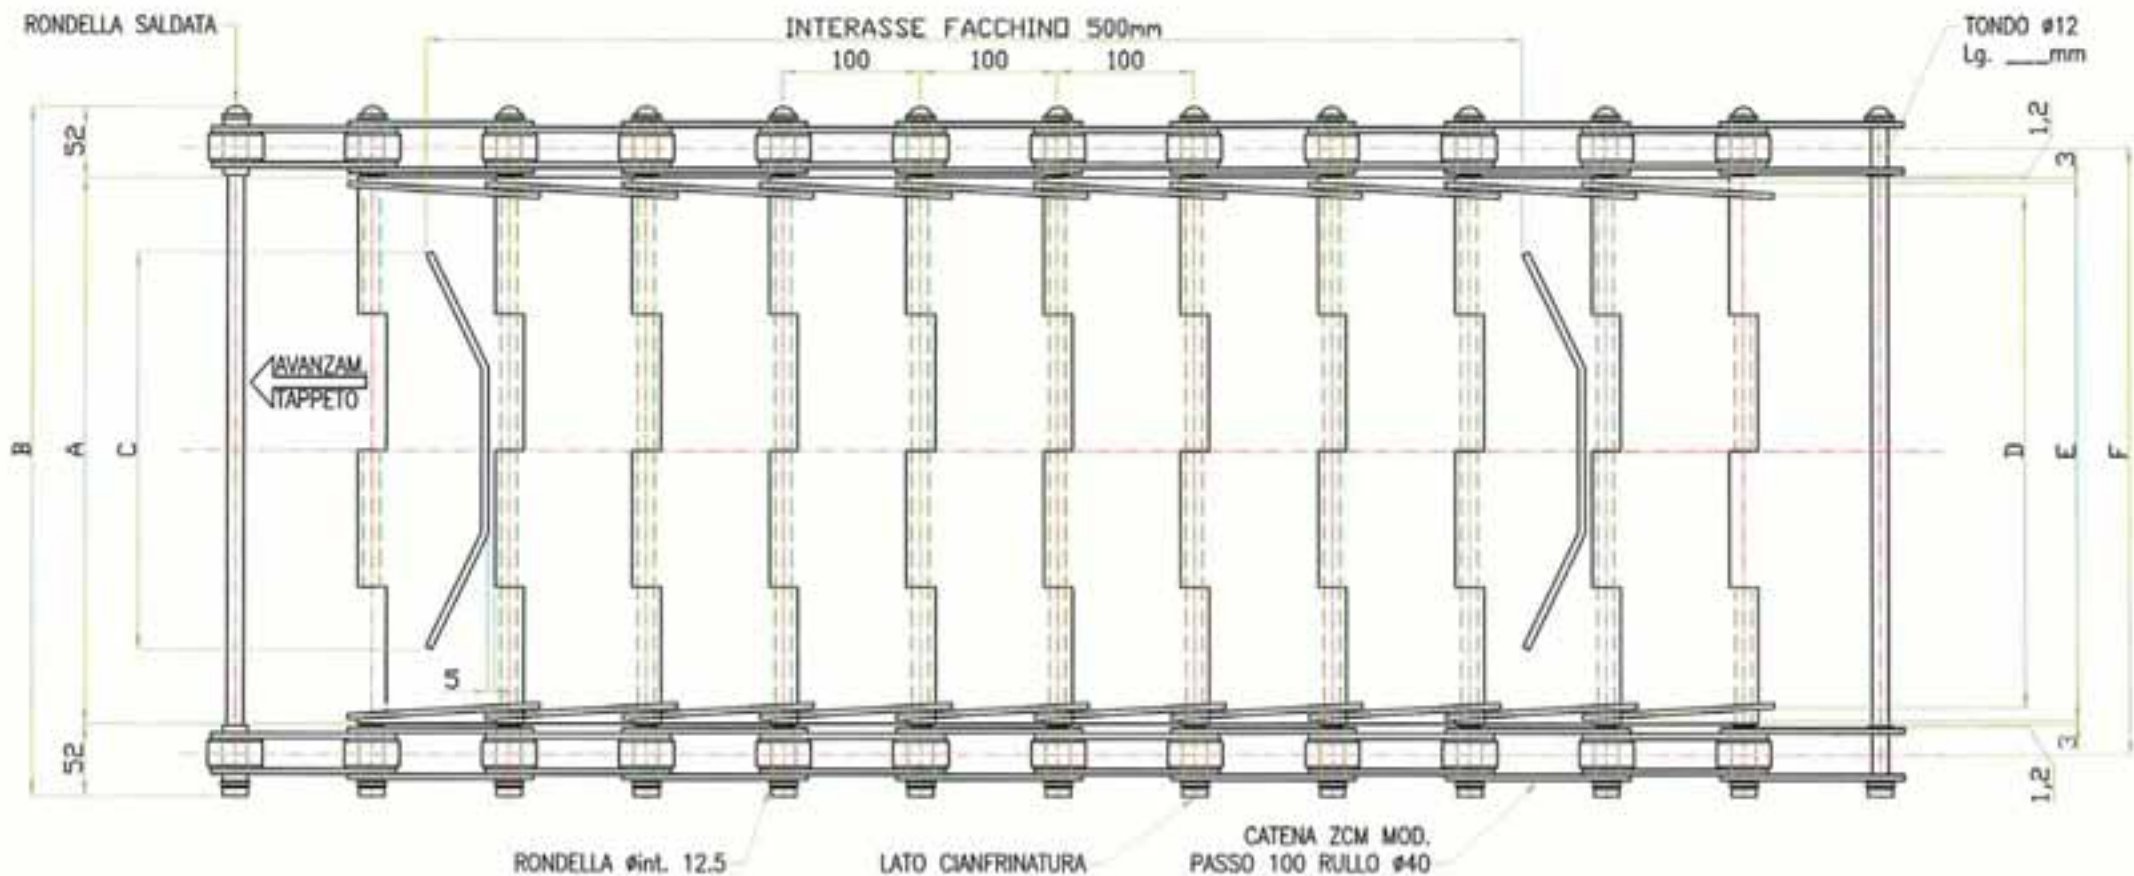 RONDELLA SALDATA
INTERASSE FACCHINO 500mm
TONDO ø12
Lg. ___mm
100
100
100
52
1,2
3
AVANZAM.
TAPPETO
B
A
C
D
E
F
5
52
3
1,2
RONDELLA øint. 12.5
LATO CIANFRINATURA
CATENA ZCM MOD.
PASSO 100 RULLO ø40